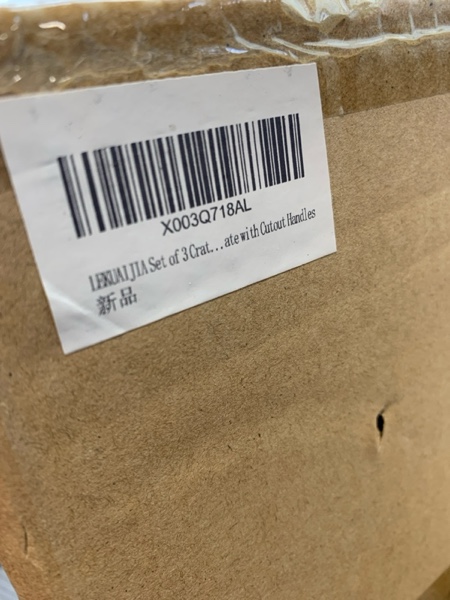 X003Q718AL
LEKUAIJIA Set of 3 Crat...ate with Cutout Handles
新品